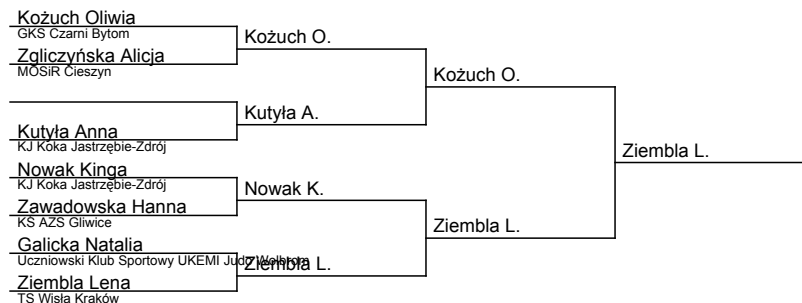 Kożuch Oliwia
GKS Czarni Bytom
Kożuch O.
Zgliczyńska Alicja
MOSiR Cieszyn
Kożuch O.
Kutyła A.
Kutyła Anna
KJ Koka Jastrzębie-Zdrój
Ziembla L.
Nowak Kinga
KJ Koka Jastrzębie-Zdrój
Nowak K.
Zawadowska Hanna
KS AZS Gliwice
Ziembla L.
Galicka Natalia
Uczniowski Klub Sportowy UKEMI Judo Wolbrom
Ziembla L.
Ziembla Lena
TS Wisła Kraków